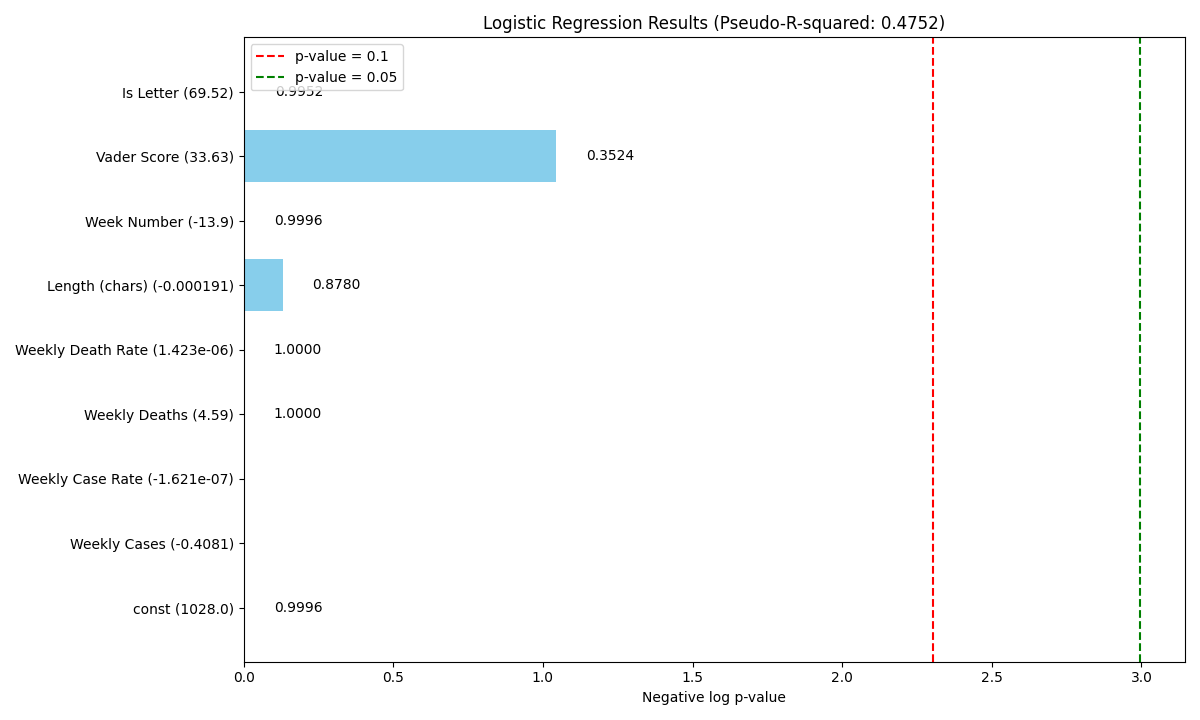 Logistic Regression Results (Pseudo-R-squared: 0.4752)
p-value = 0.1
p-value = 0.05
Is Letter (69.52) 0.9952
Vader Score (33.63) 0.3524
Week Number (-13.9) 0.9996
Length (chars) (-0.000191) 0.8780
Weekly Death Rate (1.423e-06) 1.0000
Weekly Deaths (4.59) 1.0000
Weekly Case Rate (-1.621e-07)
Weekly Cases (-0.4081)
const (1028.0) 0.9996
0.0 0.5 1.0 1.5 2.0 2.5 3.0
Negative log p-value